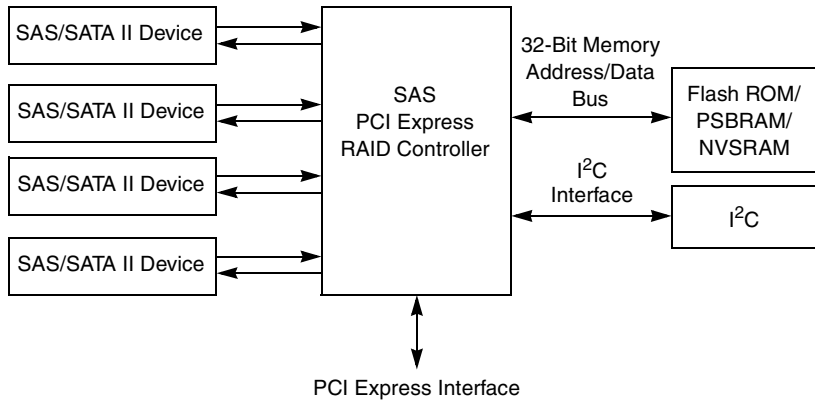 SAS/SATA II Device
SAS/SATA II Device
SAS/SATA II Device
SAS/SATA II Device
SAS
PCI Express
RAID Controller
32-Bit Memory
Address/Data
Bus
Flash ROM/
PSBRAM/
NVSRAM
I²C
Interface
I²C
PCI Express Interface